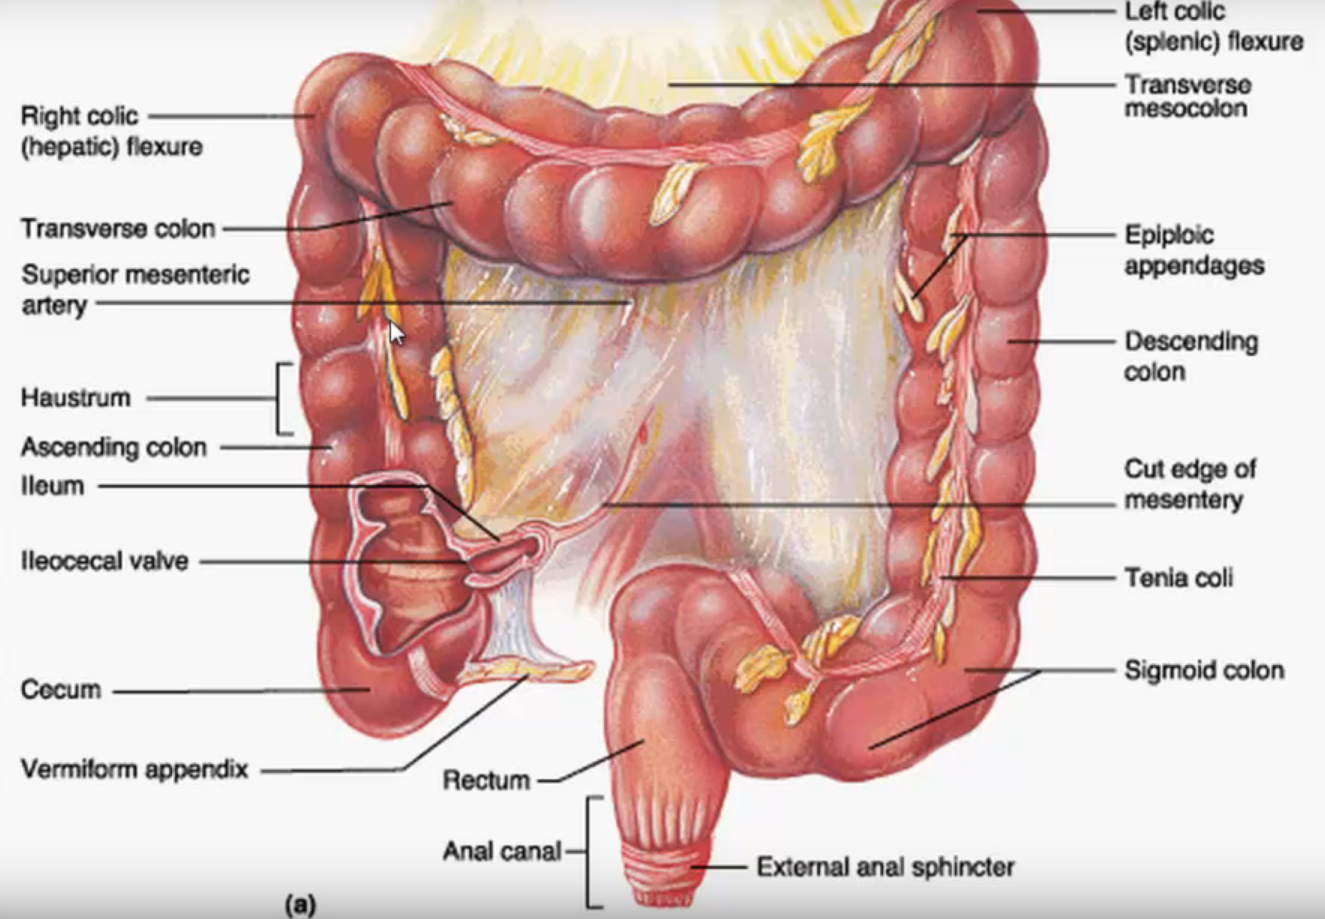 Left colic
(splenic) flexure
Transverse
mesocolon
Right colic
(hepatic) flexure
Transverse colon
Superior mesenteric
artery
Epiploic
appendages
Descending
colon
Haustrum
Ascending colon
Ileum
Cut edge of
mesentery
Ileocecal valve
Tenia coli
Cecum
Sigmoid colon
Vermiform appendix
Rectum
Anal canal
External anal sphincter
(a)